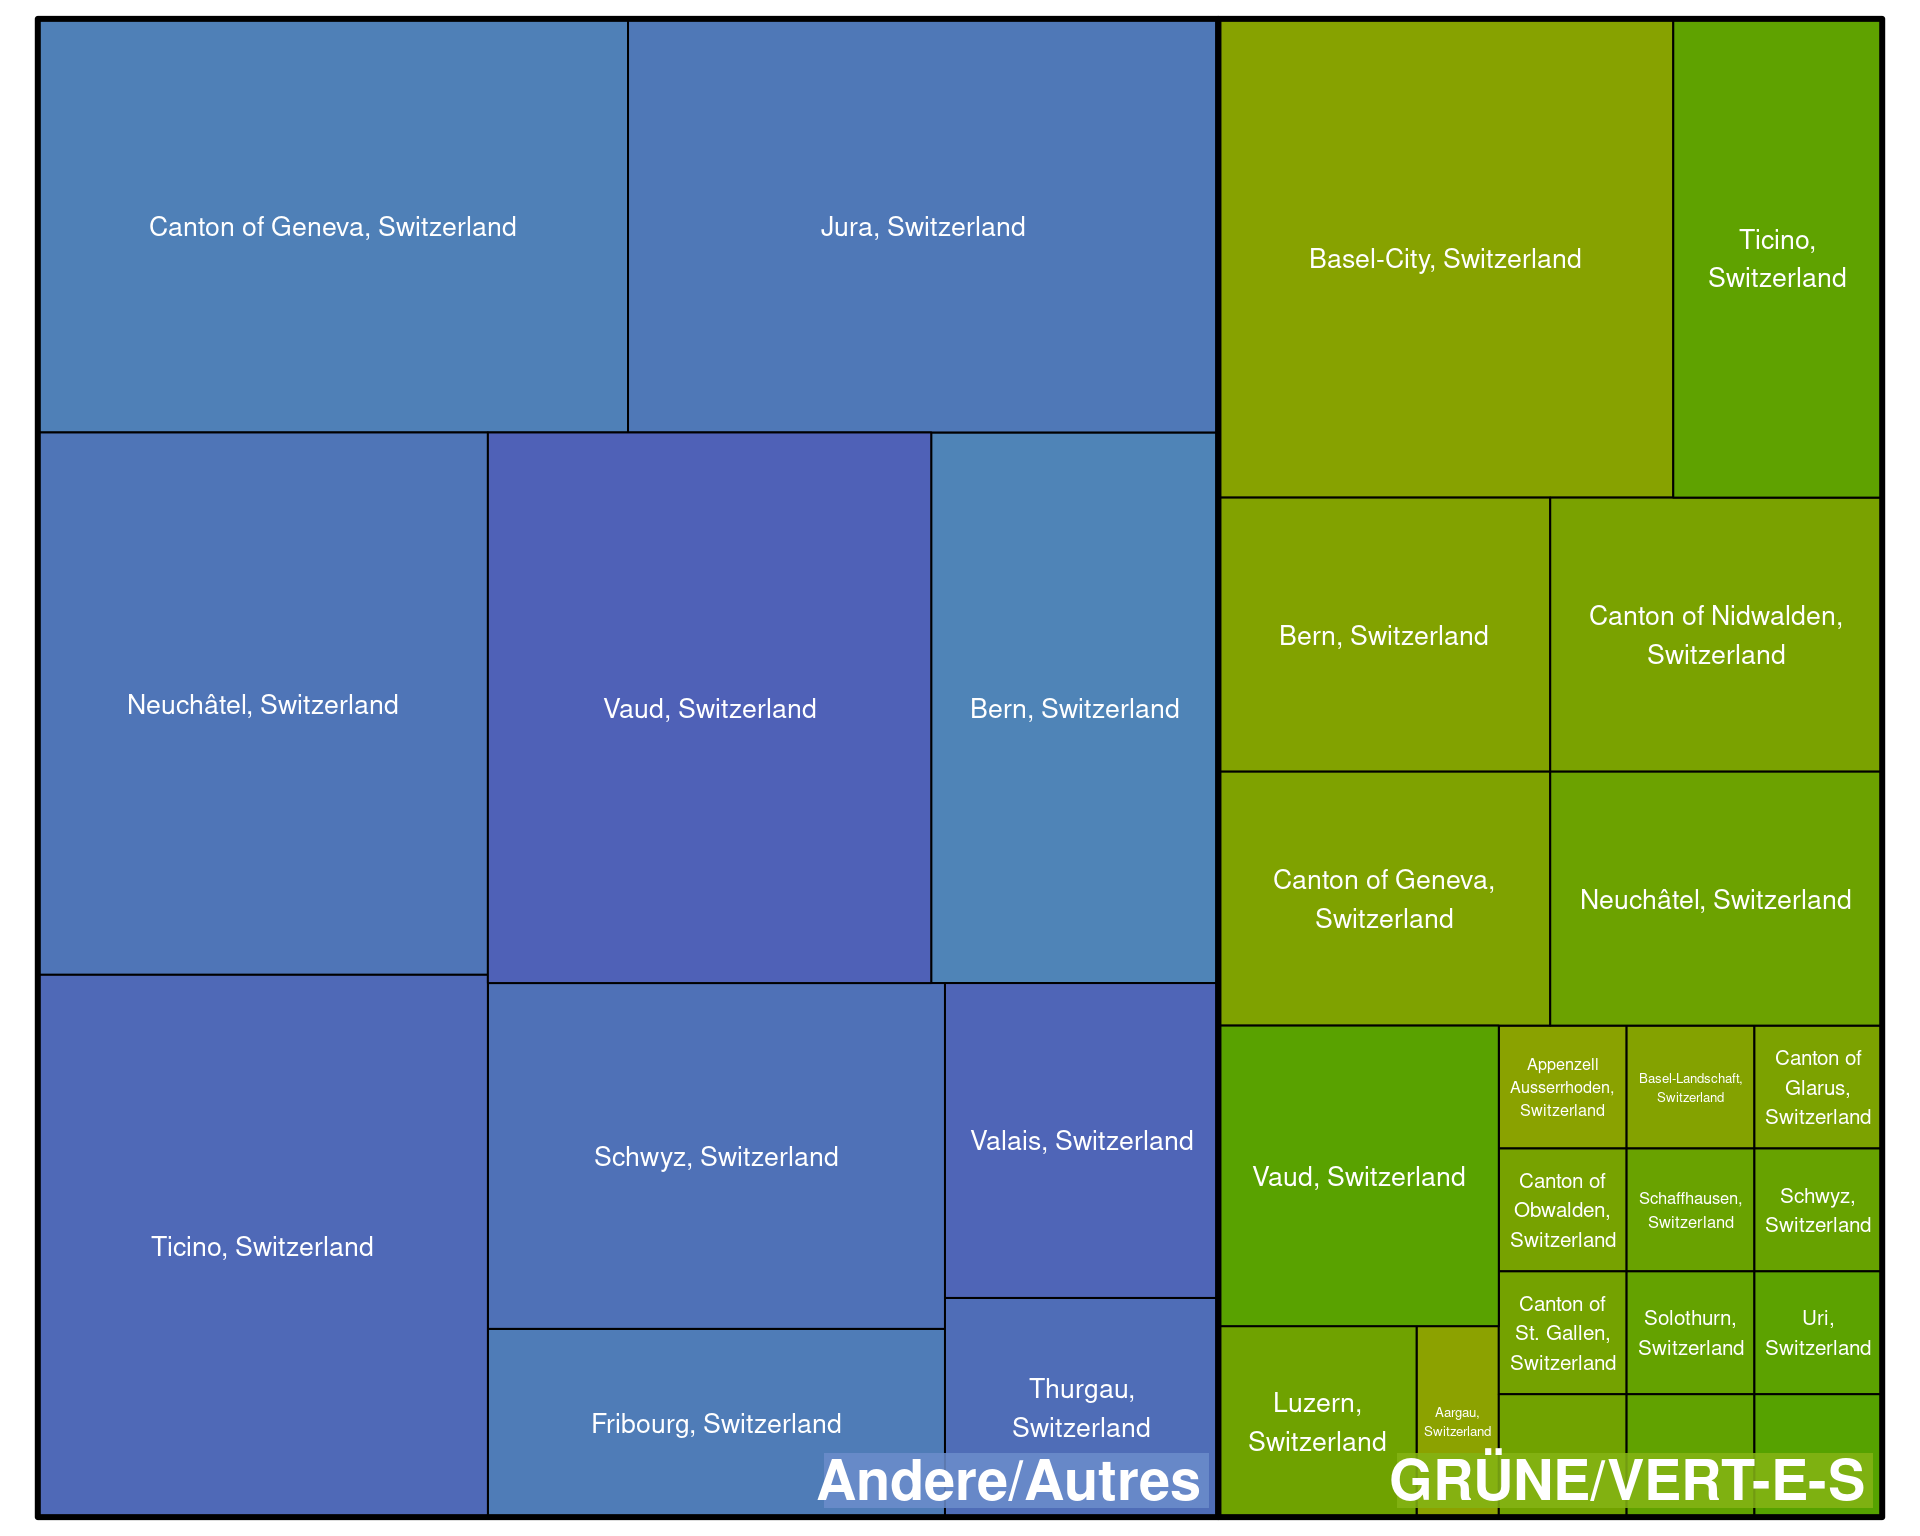 Canton of Geneva, Switzerland
Jura, Switzerland
Neuchâtel, Switzerland
Vaud, Switzerland
Bern, Switzerland
Ticino, Switzerland
Schwyz, Switzerland
Valais, Switzerland
Fribourg, Switzerland
Thurgau,
Switzerland
Andere/Autres
Basel-City, Switzerland
Ticino,
Switzerland
Bern, Switzerland
Canton of Nidwalden,
Switzerland
Canton of Geneva,
Switzerland
Neuchâtel, Switzerland
Vaud, Switzerland
Appenzell
Ausserrhoden,
Switzerland
Basel-Landschaft,
Switzerland
Canton of
Glarus,
Switzerland
Canton of
Obwalden,
Switzerland
Schaffhausen,
Switzerland
Schwyz,
Switzerland
Canton of
St. Gallen,
Switzerland
Solothurn,
Switzerland
Uri,
Switzerland
Luzern,
Switzerland
Aargau,
Switzerland
GRÜNE/VERT-E-S